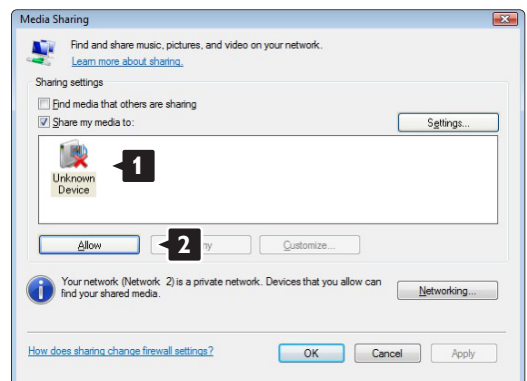 Media Sharing
Find and share music, pictures, and video on your network.
Learn more about sharing.
Sharing settings
Find media that others are sharing
Share my media to:
Settings...
Unknown
Device
1
Allow
2
ny
Customize...
Your network (Network 2) is a private network. Devices that you allow can
find your shared media.
Networking...
How does sharing change firewall settings?
OK
Cancel
Apply